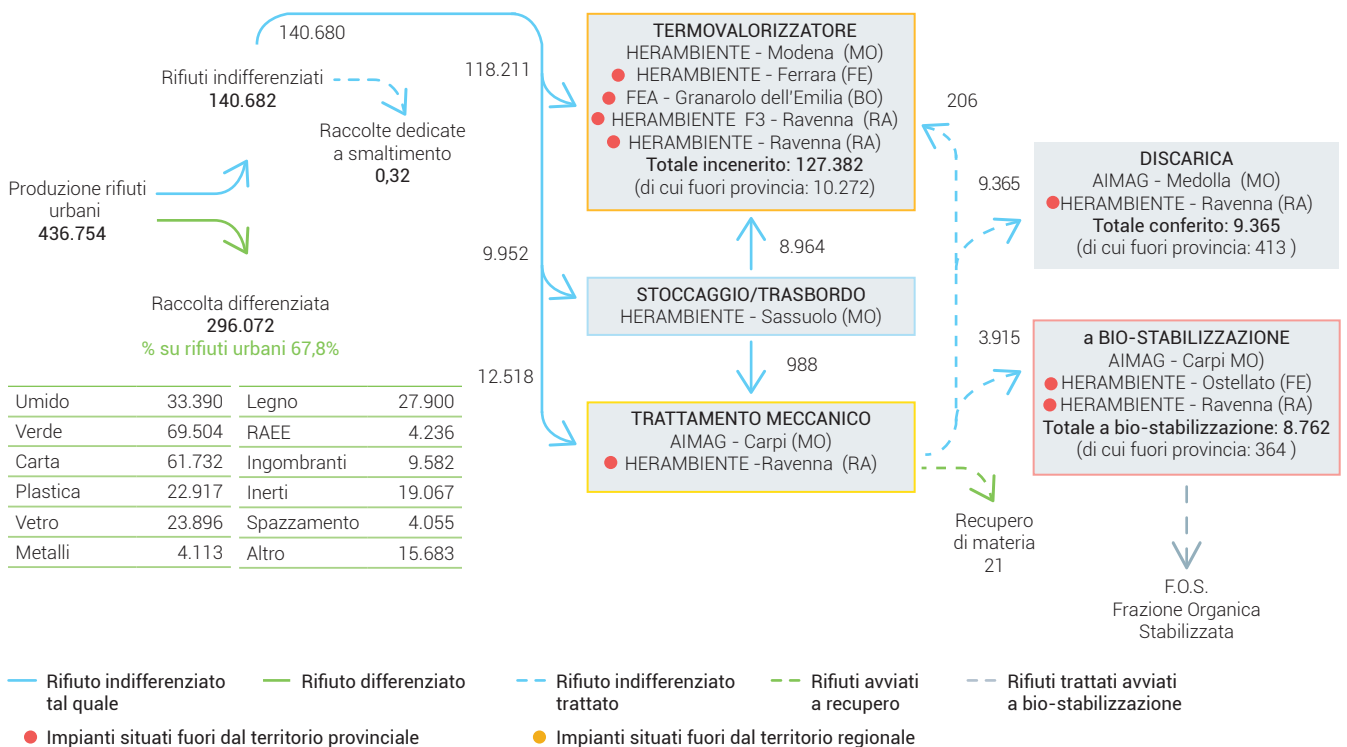 140.680
Rifiuti indifferenziati
140.682
Raccolte dedicate
a smaltimento
0,32
Produzione rifiuti
urbani
436.754
Raccolta differenziata
296.072
% su rifiuti urbani 67,8%
Umido 33.390 Legno 27.900
Verde 69.504 RAEE 4.236
Carta 61.732 Ingombranti 9.582
Plastica 22.917 Inerti 19.067
Vetro 23.896 Spazzamento 4.055
Metalli 4.113 Altro 15.683
118.211
9.952
12.518
TERMOVALORIZZATORE
HERAMBIENTE - Modena (MO)
HERAMBIENTE - Ferrara (FE)
FEA - Granarolo dell'Emilia (BO)
HERAMBIENTE F3 - Ravenna (RA)
HERAMBIENTE - Ravenna (RA)
Totale incenerito: 127.382
(di cui fuori provincia: 10.272)
8.964
STOCCAGGIO/TRASBORDO
HERAMBIENTE - Sassuolo (MO)
988
TRATTAMENTO MECCANICO
AIMAG - Carpi (MO)
HERAMBIENTE -Ravenna (RA)
206
9.365
3.915
DISCARICA
AIMAG - Medolla (MO)
HERAMBIENTE - Ravenna (RA)
Totale conferito: 9.365
(di cui fuori provincia: 413 )
a BIO-STABILIZZAZIONE
AIMAG - Carpi MO)
HERAMBIENTE - Ostellato (FE)
HERAMBIENTE - Ravenna (RA)
Totale a bio-stabilizzazione: 8.762
(di cui fuori provincia: 364 )
Recupero
di materia
21
F.O.S.
Frazione Organica
Stabilizzata
Rifiuto indifferenziato
tal quale
Rifiuto differenziato
Rifiuto indifferenziato
trattato
Rifiuti avviati
a recupero
Rifiuti trattati avviati
a bio-stabilizzazione
Impianti situati fuori dal territorio provinciale
Impianti situati fuori dal territorio regionale